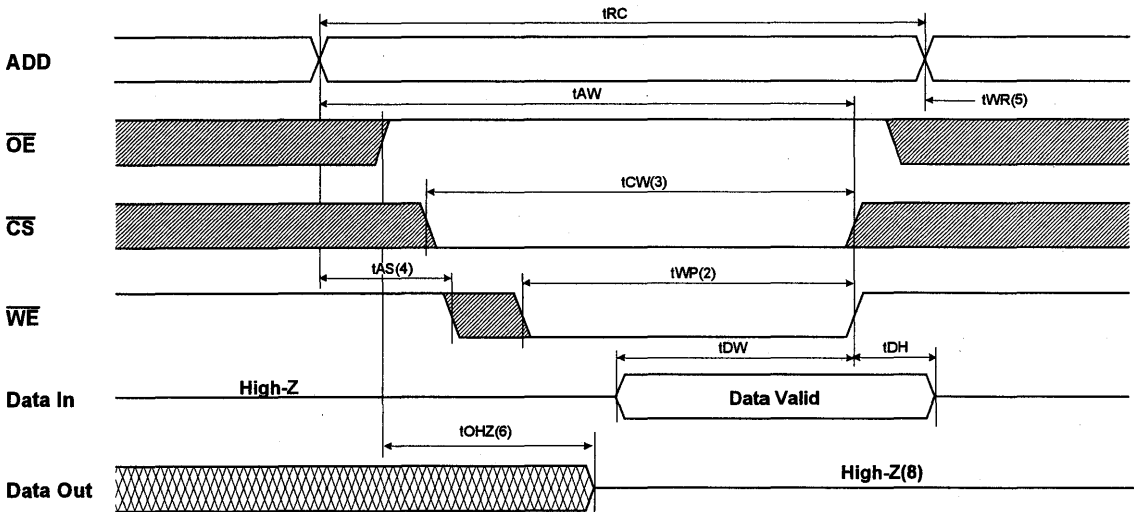 tRC
ADD
tAW
tWR(5)
OE
tCW(3)
CS
tAS(4)
tWP(2)
WE
tDW
tDH
High-Z
Data In
Data Valid
tOHZ(6)
High-Z(8)
Data Out